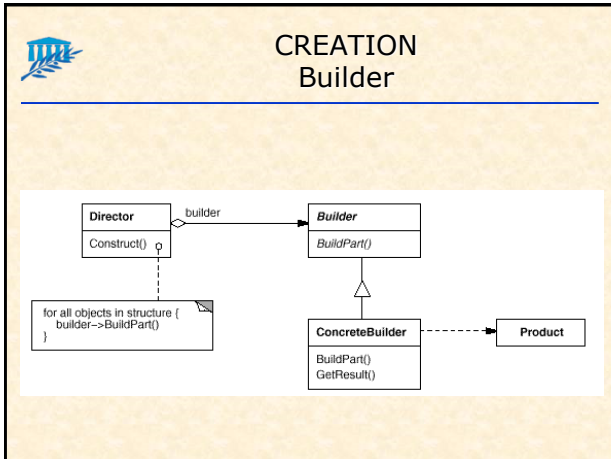 CREATION
Builder
Director
builder
Builder
Construct()
BuildPart()
for all objects in structure {
builder->BuildPart()
}
ConcreteBuilder
Product
BuildPart()
GetResult()